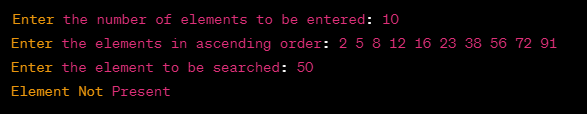 Enter the number of elements to be entered: 10
Enter the elements in ascending order: 2 5 8 12 16 23 38 56 72 91
Enter the element to be searched: 50
Element Not Present